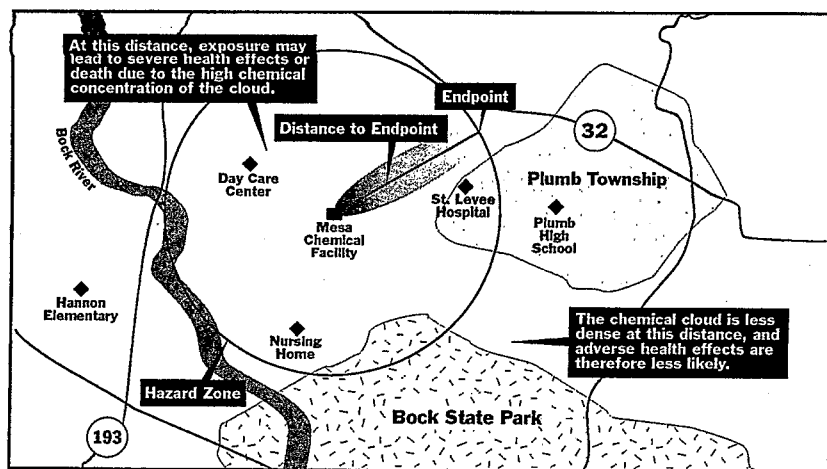 At this distance, exposure may
lead to severe health effects or
death due to the high chemical
concentration of the cloud.
Endpoint
Distance to Endpoint
32
Bock River
Day Care
Center
St. Levee
Hospital
Plumb Township
Mesa
Chemical
Facility
Plumb
High
School
Hannon
Elementary
Nursing
Home
The chemical cloud is less
dense at this distance, and
adverse health effects are
therefore less likely.
Hazard Zone
Bock State Park
193